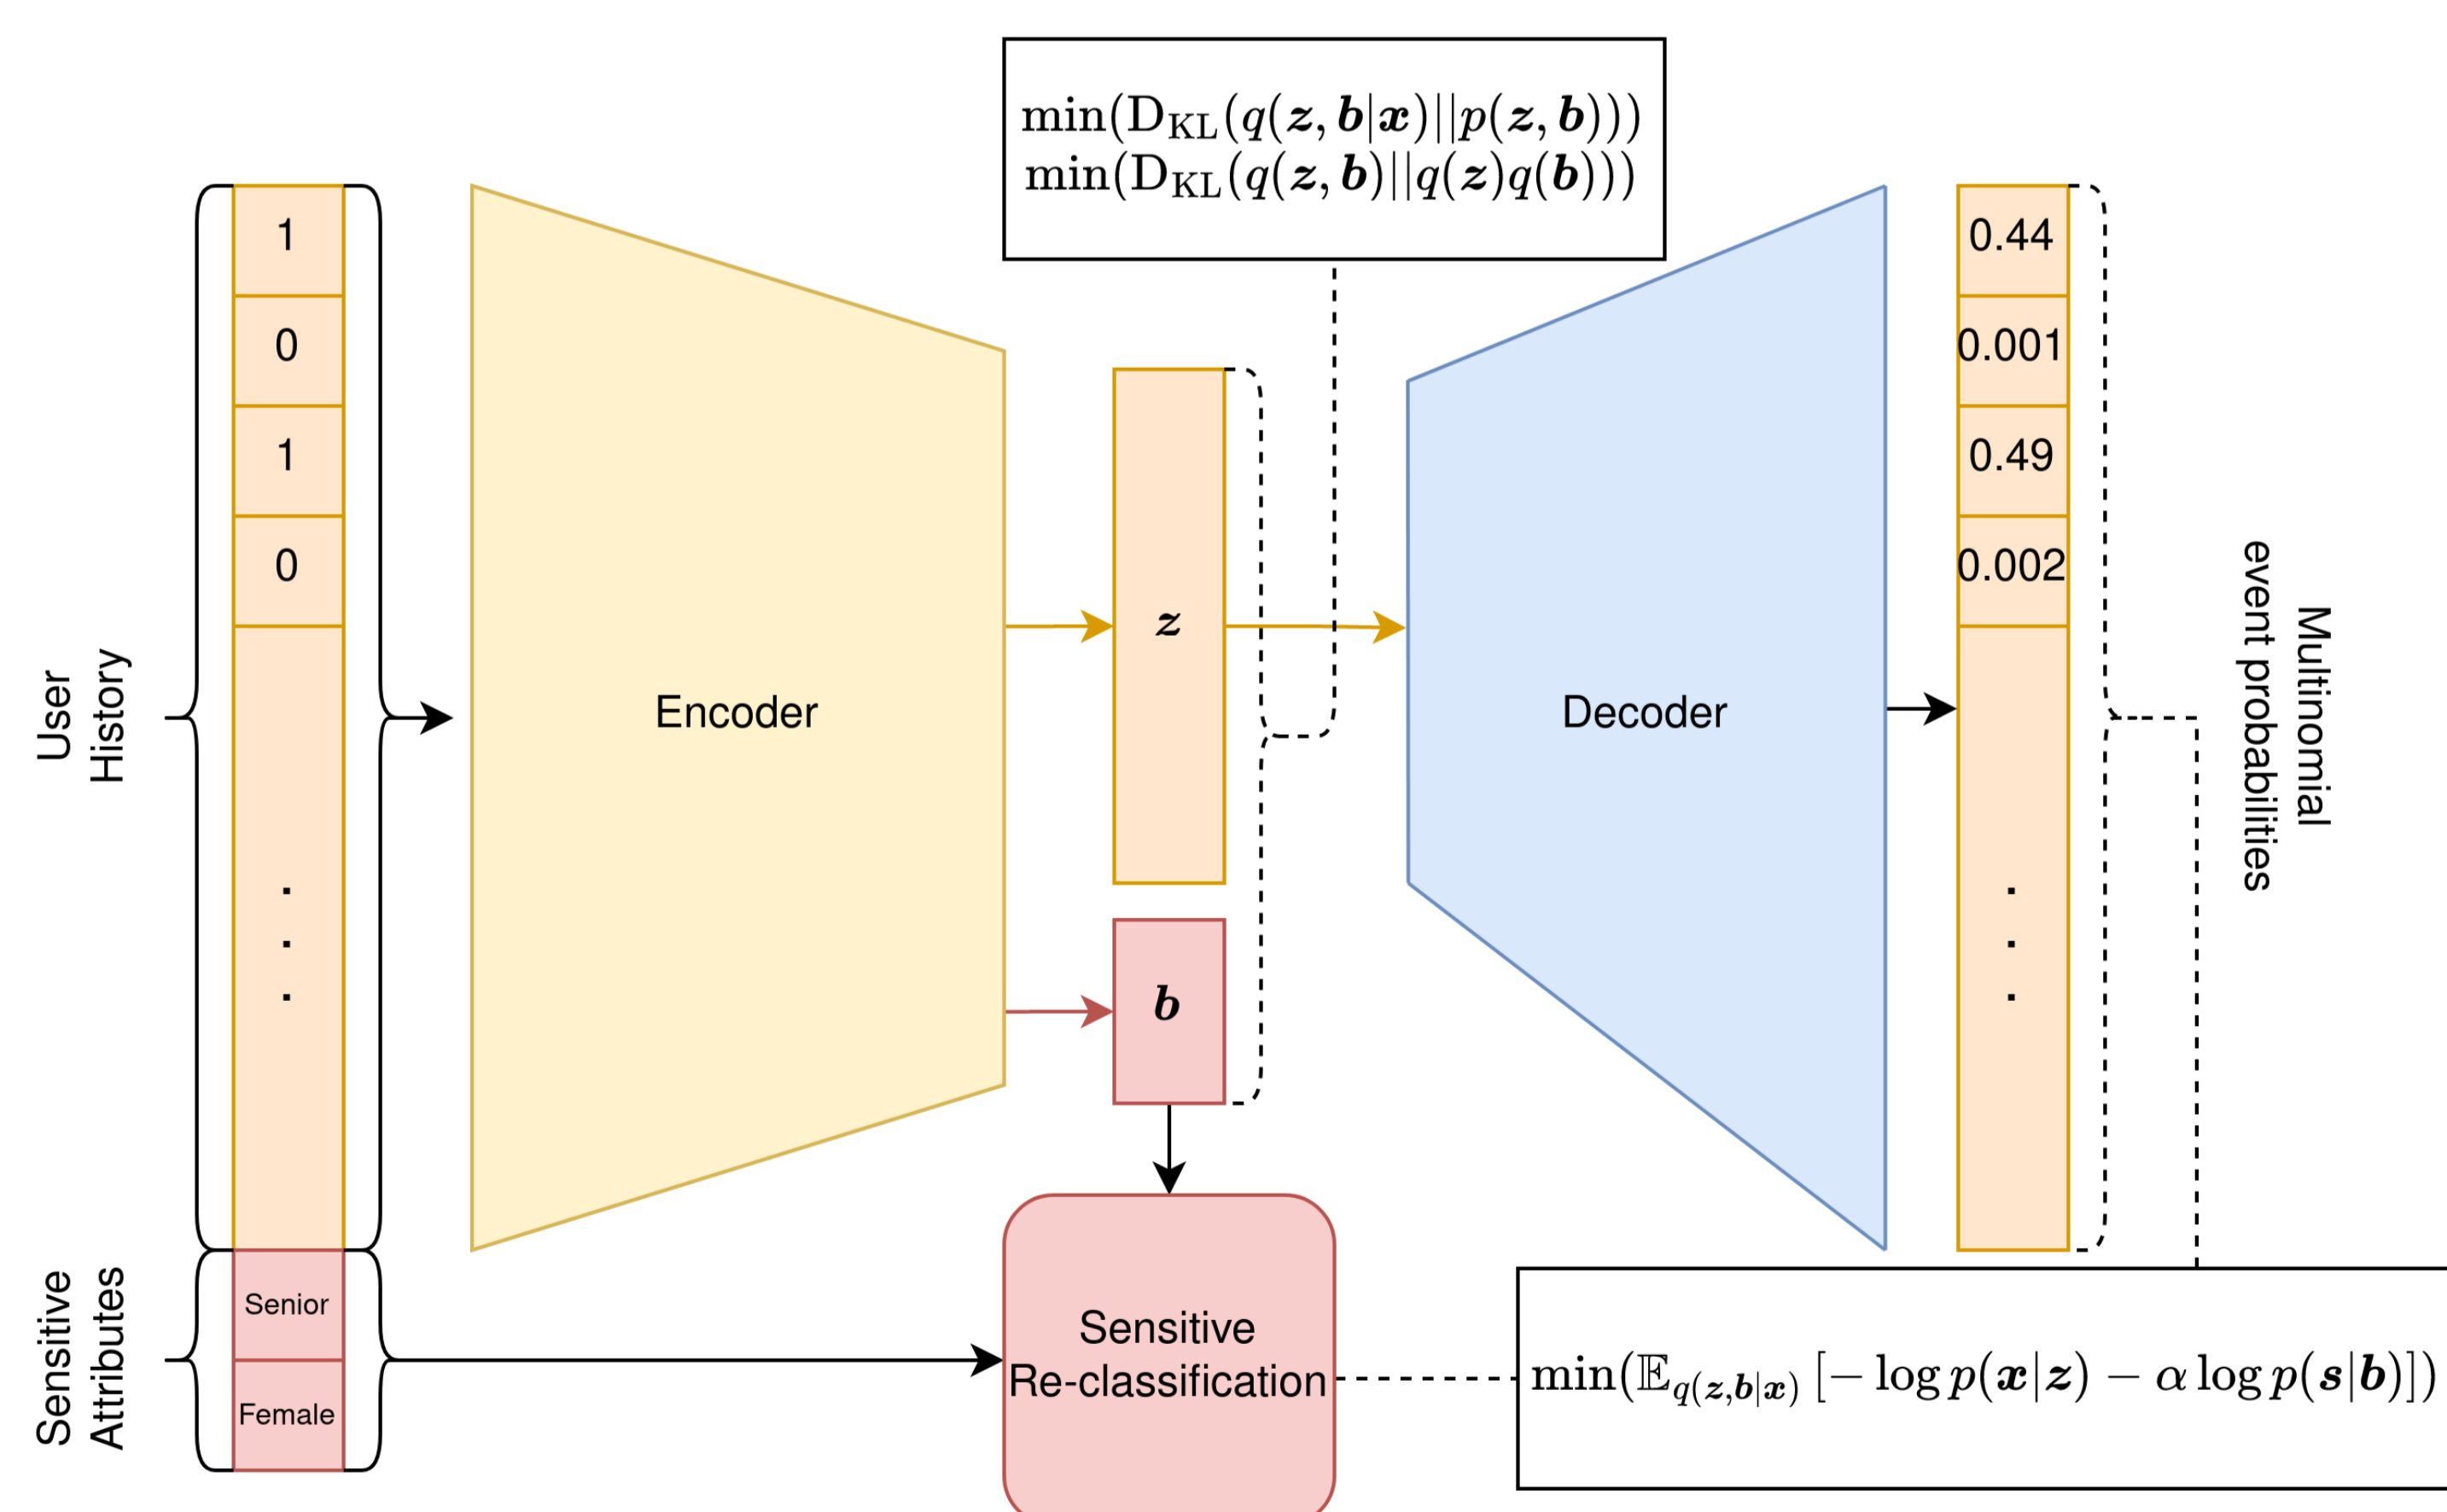 min(D_KL(q(z, b|x)||p(z, b)))
min(D_KL(q(z, b)||q(z)q(b)))
User
History
1
0
1
0
.
.
.
Sensitive
Attributes
Senior
Female
Encoder
z
b
Sensitive
Re-classification
Decoder
0.44
0.001
0.49
0.002
.
.
.
Multinomial
event probabilities
min(𝔼_q(z,b|x) [− log p(x|z) − α log p(s|b)])